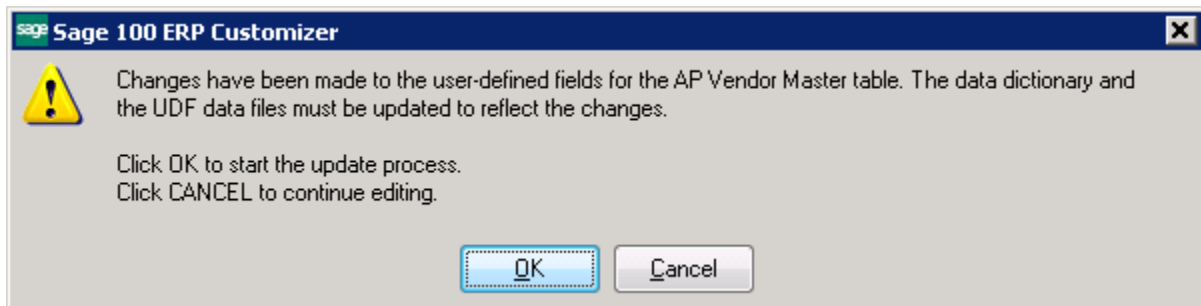 sage Sage 100 ERP Customizer
Changes have been made to the user-defined fields for the AP Vendor Master table. The data dictionary and
the UDF data files must be updated to reflect the changes.
Click OK to start the update process.
Click CANCEL to continue editing.
OK Cancel